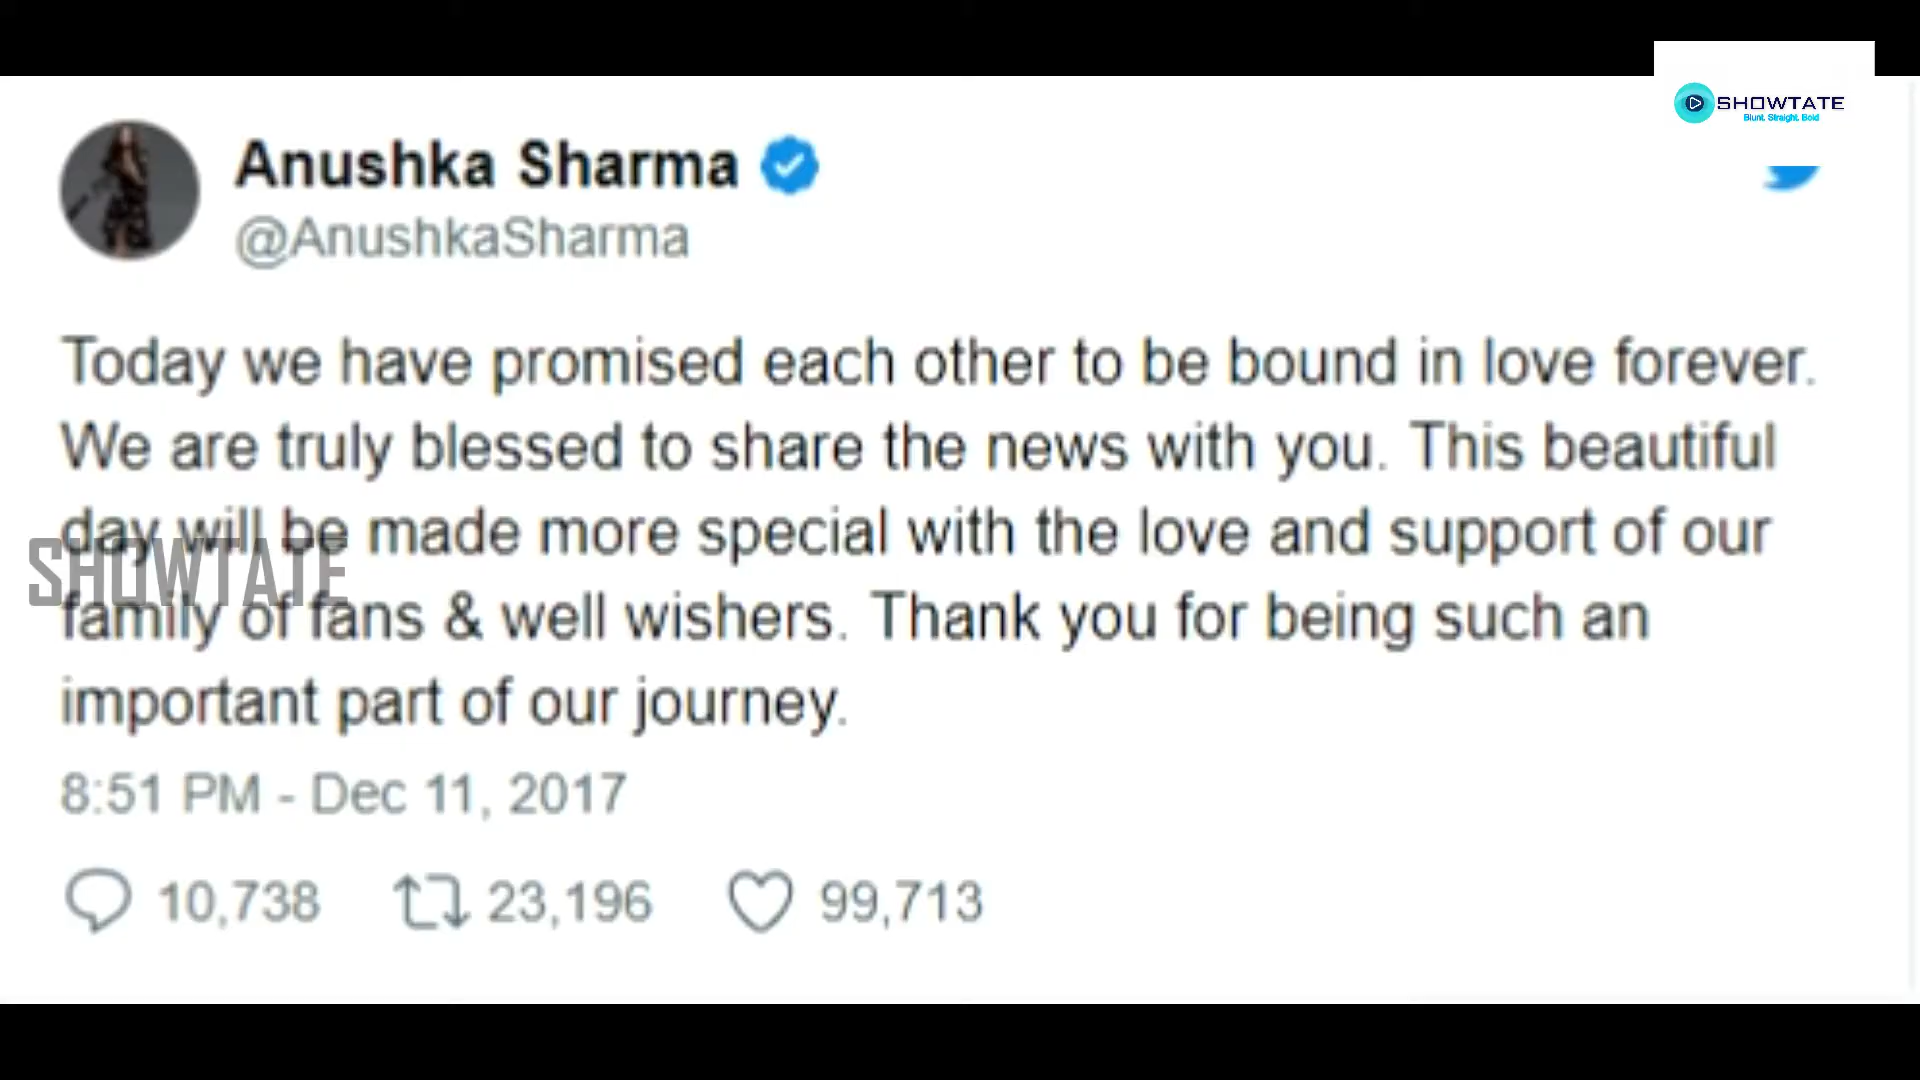 SHOWTATE
Blunt. Straight. Bold
Anushka Sharma
@AnushkaSharma
Today we have promised each other to be bound in love forever.
We are truly blessed to share the news with you. This beautiful
day will be made more special with the love and support of our
SHOWTATE
family of fans & well wishers. Thank you for being such an
important part of our journey.
8:51 PM - Dec 11, 2017
10,738 23,196 99,713